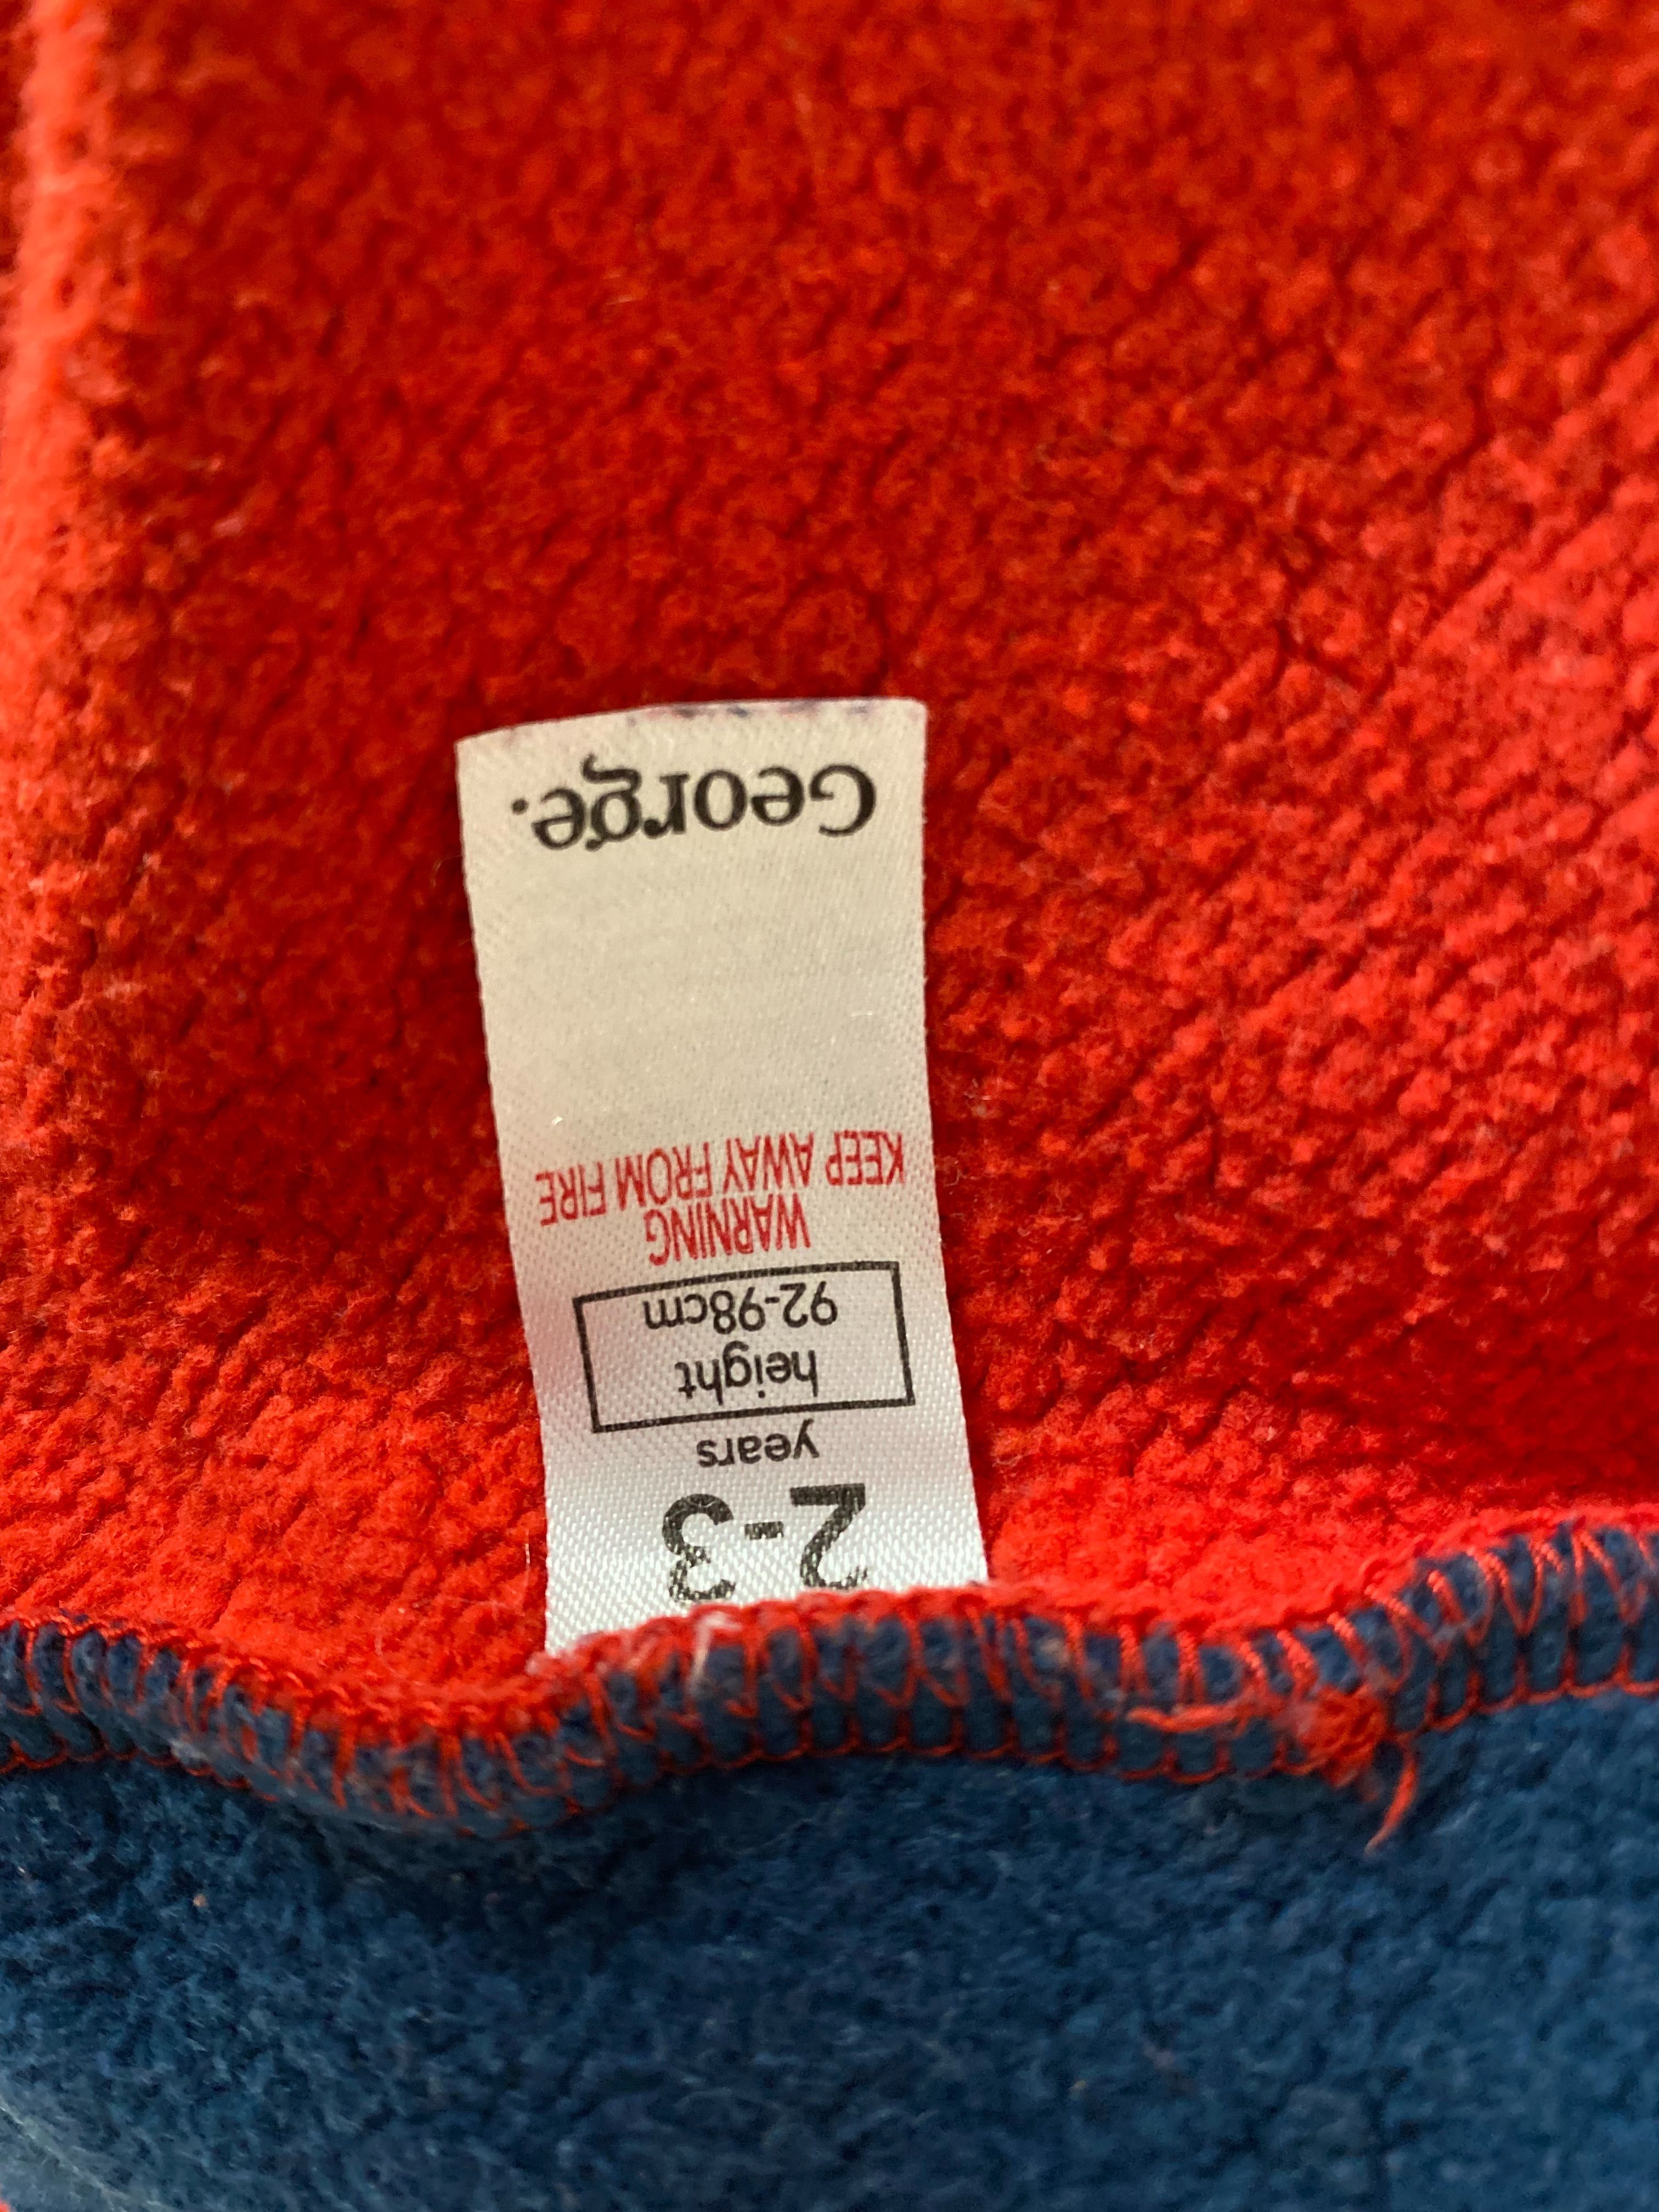 2-3
years
height
92-98cm
WARNING
KEEP AWAY FROM FIRE
George.